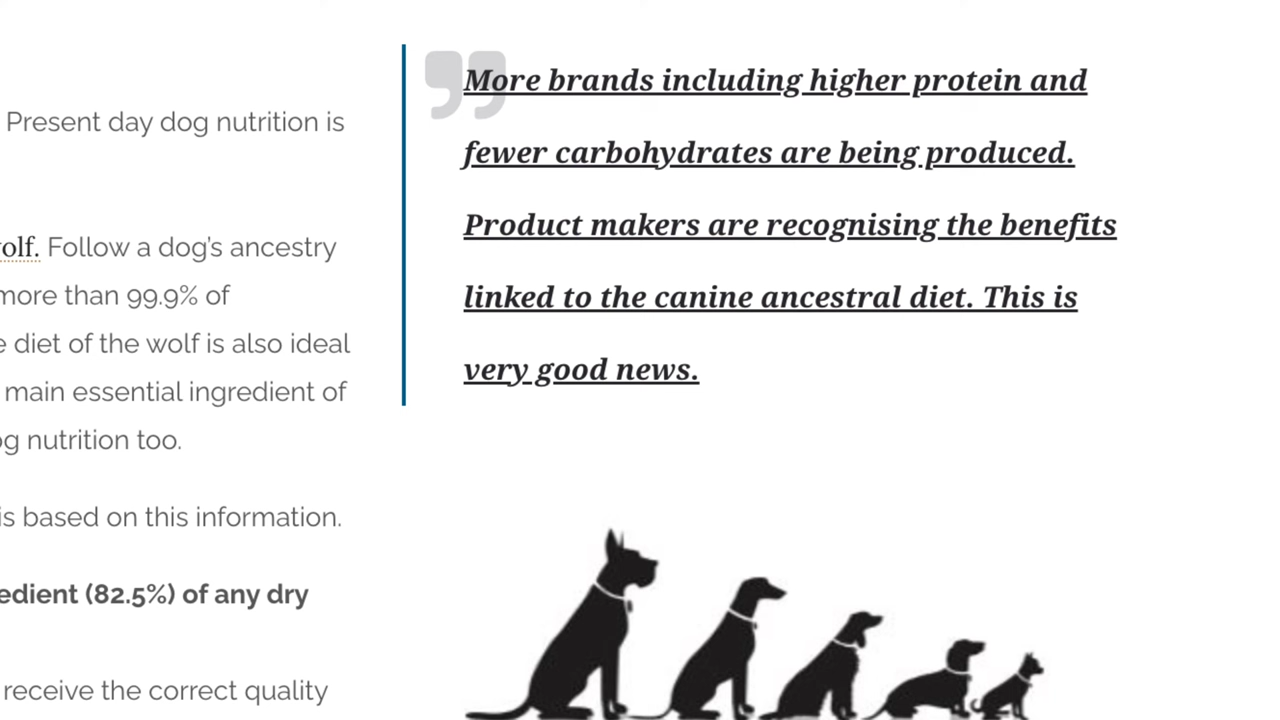 Present day dog nutrition is
olf. Follow a dog's ancestry
more than 99.9% of
diet of the wolf is also ideal
main essential ingredient of
nutrition too.
is based on this information.
(82.5%) of any dry
receive the correct quality
More brands including higher protein and
fewer carbohydrates are being produced.
Product makers are recognising the benefits
linked to the canine ancestral diet. This is
very good news.